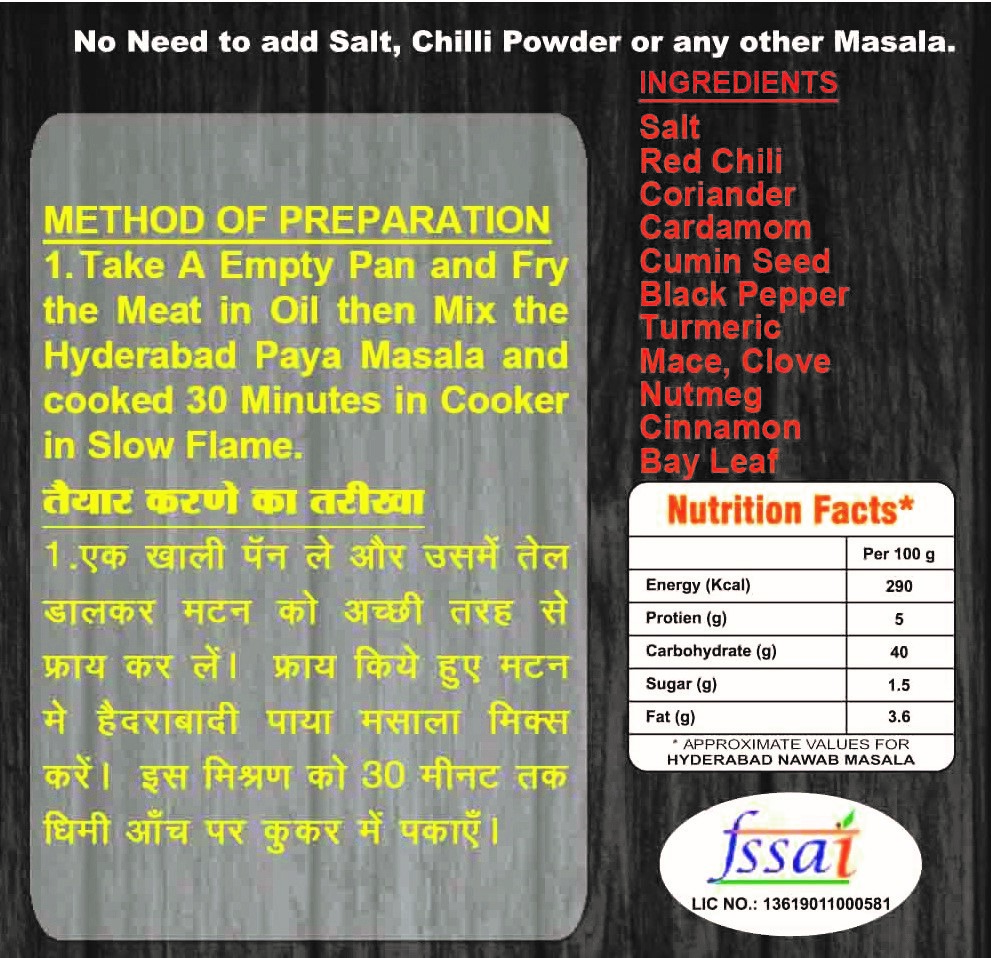 No Need to add Salt, Chilli Powder or any other Masala.
METHOD OF PREPARATION
1.Take A Empty Pan and Fry
the Meat in Oil then Mix the
Hyderabad Paya Masala and
cooked 30 Minutes in Cooker
in Slow Flame.
तैयार करणे का तरीखा
1.एक खाली पॅन ले और उसमें तेल
डालकर मटन को अच्छी तरह से
फ्राय कर लें। फ्राय किये हुए मटन
मे हैदराबादी पाया मसाला मिक्स
करें। इस मिश्रण को 30 मीनट तक
धिमी आँच पर कुकर में पकाएँ।
INGREDIENTS
Salt
Red Chili
Coriander
Cardamom
Cumin Seed
Black Pepper
Turmeric
Mace, Clove
Nutmeg
Cinnamon
Bay Leaf
Nutrition Facts*
Per 100 g
Energy (Kcal) 290
Protien (g) 5
Carbohydrate (g) 40
Sugar (g) 1.5
Fat (g) 3.6
* APPROXIMATE VALUES FOR
HYDERABAD NAWAB MASALA
fssai
LIC NO.: 13619011000581